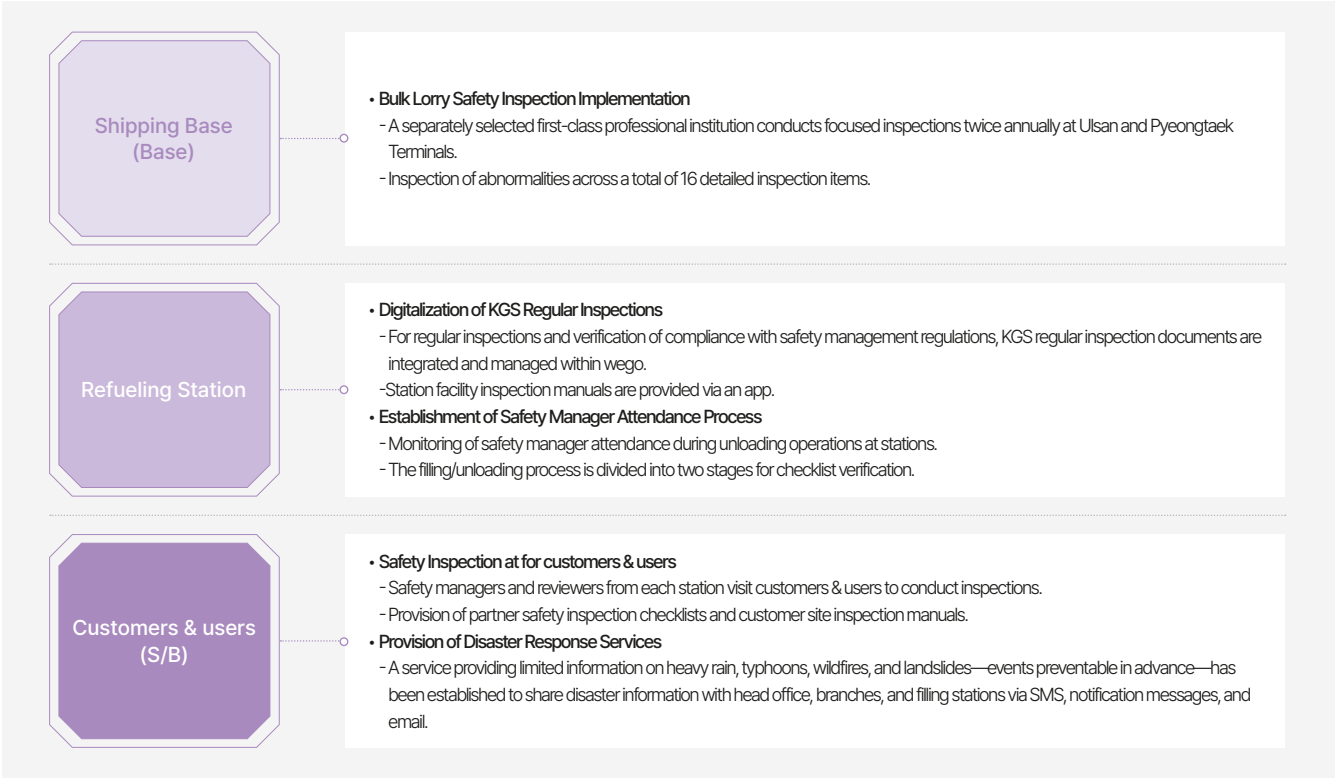 Shipping Base
(Base)
• Bulk Lorry Safety Inspection Implementation
- A separately selected first-class professional institution conducts focused inspections twice annually at Ulsan and Pyeongtaek
Terminals.
- Inspection of abnormalities across a total of 16 detailed inspection items.
Refueling Station
• Digitalization of KGS Regular Inspections
- For regular inspections and verification of compliance with safety management regulations, KGS regular inspection documents are
integrated and managed within wego.
-Station facility inspection manuals are provided via an app.
• Establishment of Safety Manager Attendance Process
- Monitoring of safety manager attendance during unloading operations at stations.
- The filling/unloading process is divided into two stages for checklist verification.
Customers & users
(S/B)
• Safety Inspection at for customers & users
- Safety managers and reviewers from each station visit customers & users to conduct inspections.
- Provision of partner safety inspection checklists and customer site inspection manuals.
• Provision of Disaster Response Services
- A service providing limited information on heavy rain, typhoons, wildfires, and landslides—events preventable in advance—has
been established to share disaster information with head office, branches, and filling stations via SMS, notification messages, and
email.